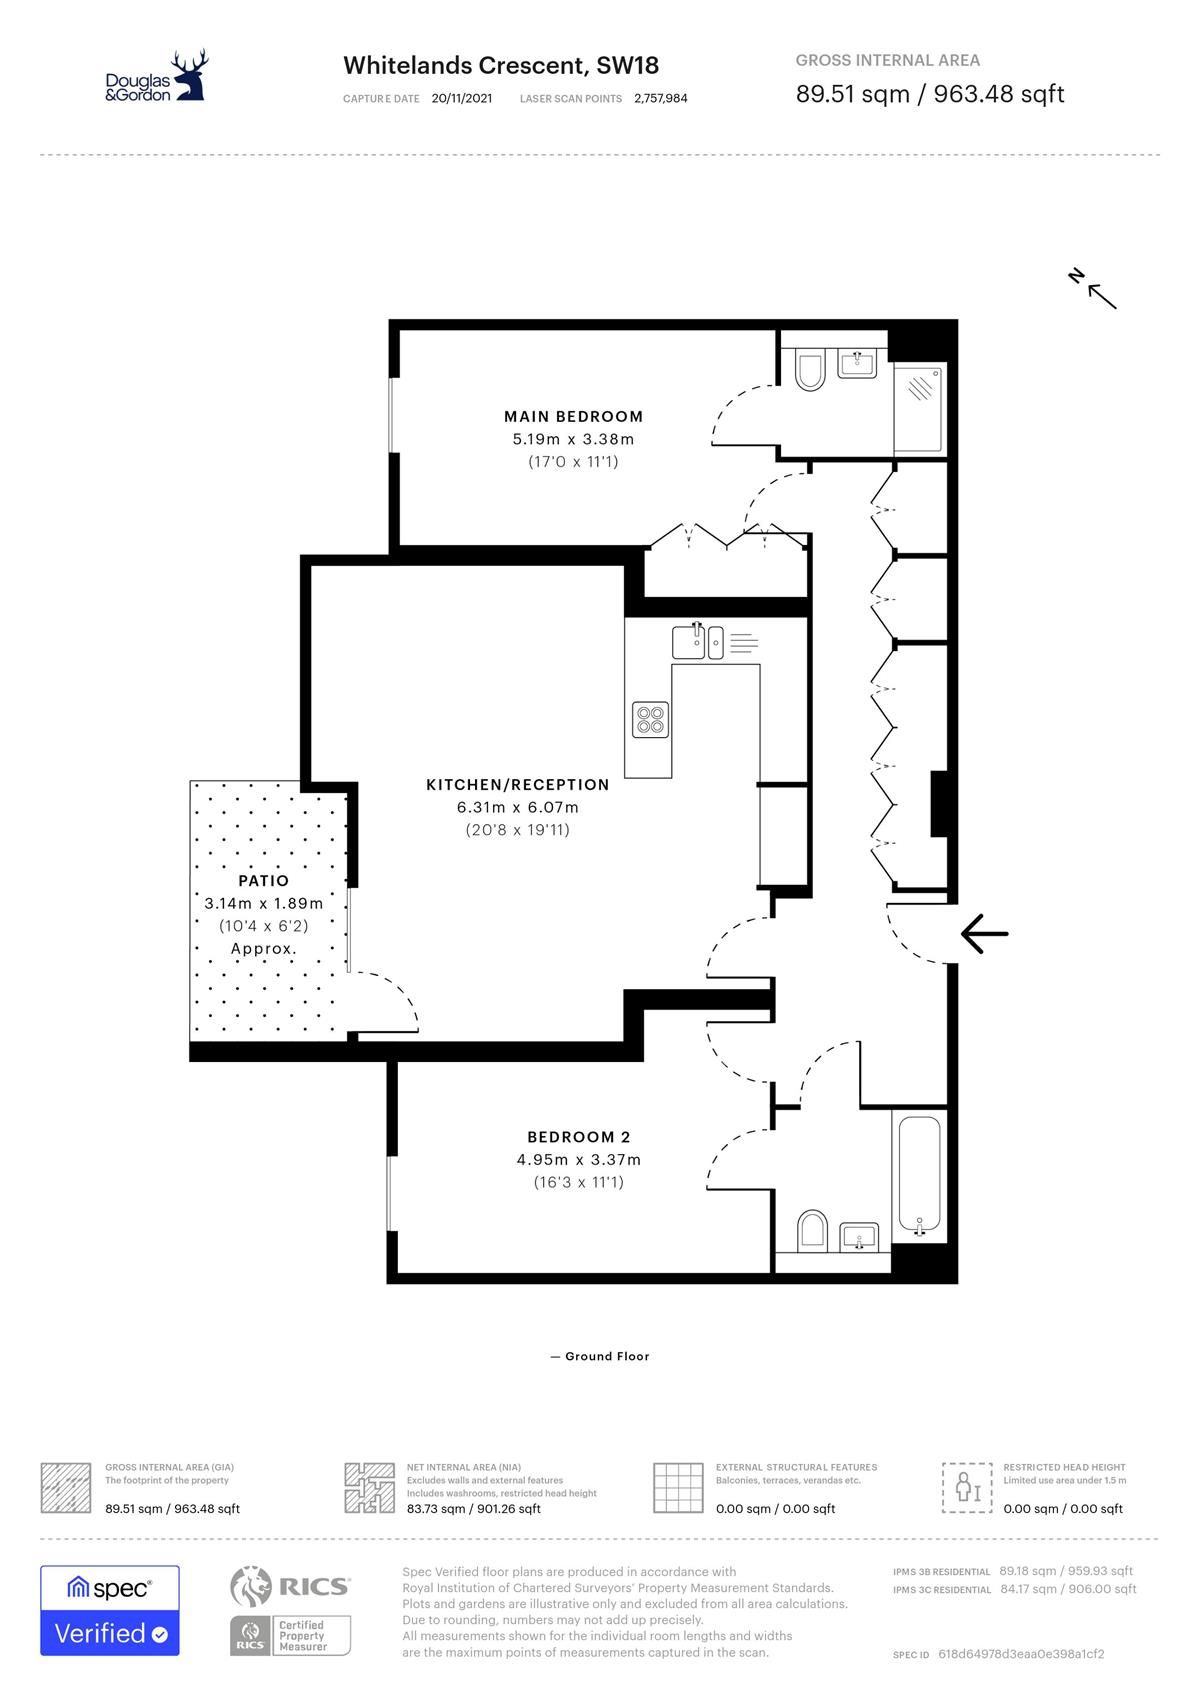 Douglas
&Gordon
Whitelands Crescent, SW18
CAPTURE DATE 20/11/2021 LASER SCAN POINTS 2,757,984
GROSS INTERNAL AREA
89.51 sqm / 963.48 sqft
N
MAIN BEDROOM
5.19m x 3.38m
(17'0 x 11'1)
KITCHEN/RECEPTION
6.31m x 6.07m
(20'8 x 19'11)
PATIO
3.14m x 1.89m
(10'4 x 6'2)
Approx.
BEDROOM 2
4.95m x 3.37m
(16'3 x 11'1)
— Ground Floor
GROSS INTERNAL AREA (GIA)
The footprint of the property
89.51 sqm / 963.48 sqft
NET INTERNAL AREA (NIA)
Excludes walls and external features
Includes washrooms, restricted head height
83.73 sqm / 901.26 sqft
EXTERNAL STRUCTURAL FEATURES
Balconies, terraces, verandas etc.
0.00 sqm / 0.00 sqft
RESTRICTED HEAD HEIGHT
Limited use area under 1.5 m
0.00 sqm / 0.00 sqft
spec®
Verified
RICS®
RICS
Certified
Property
Measurer
Spec Verified floor plans are produced in accordance with
Royal Institution of Chartered Surveyors' Property Measurement Standards.
Plots and gardens are illustrative only and excluded from all area calculations.
Due to rounding, numbers may not add up precisely.
All measurements shown for the individual room lengths and widths
are the maximum points of measurements captured in the scan.
IPMS 3B RESIDENTIAL 89.18 sqm / 959.93 sqft
IPMS 3C RESIDENTIAL 84.17 sqm / 906.00 sqft
SPEC ID 618d64978d3eaa0e398a1cf2